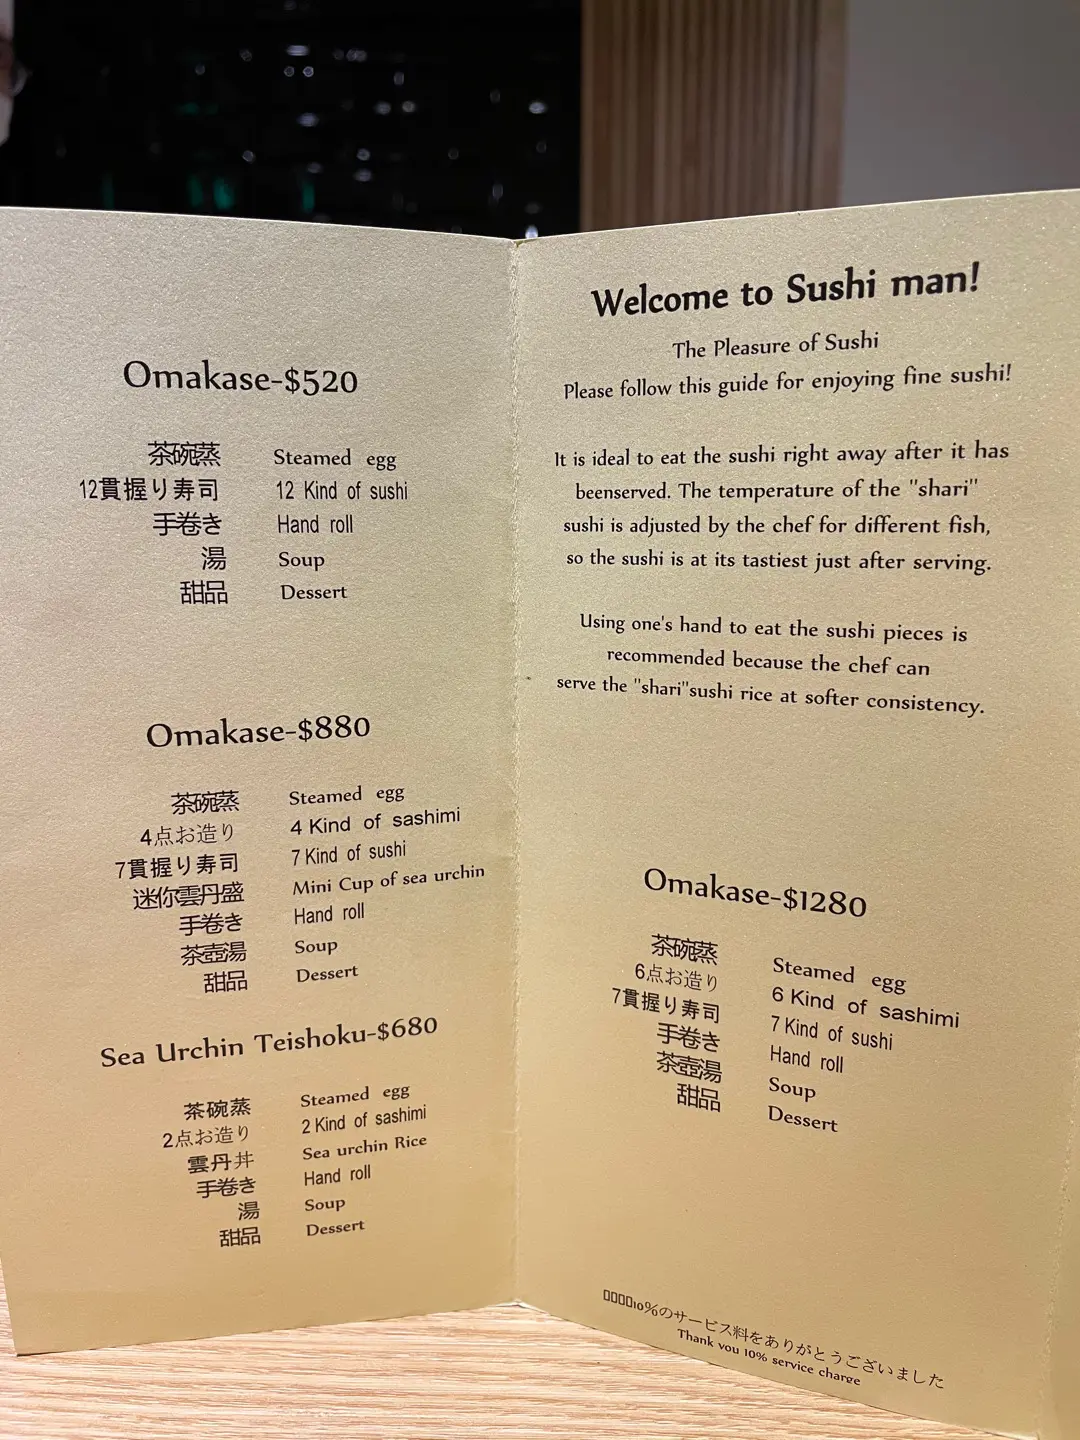 Omakase-$520
茶碗蒸 Steamed egg
12貫握り寿司 12 Kind of sushi
手巻き Hand roll
湯 Soup
甜品 Dessert
Omakase-$880
茶碗蒸 Steamed egg
4点お造り 4 Kind of sashimi
7貫握り寿司 7 Kind of sushi
迷你雲丹盛 Mini Cup of sea urchin
手巻き Hand roll
茶壺湯 Soup
甜品 Dessert
Sea Urchin Teishoku-$680
茶碗蒸 Steamed egg
2点お造り 2 Kind of sashimi
雲丹丼 Sea urchin Rice
手巻き Hand roll
湯 Soup
甜品 Dessert
Welcome to Sushi man!
The Pleasure of Sushi
Please follow this guide for enjoying fine sushi!
It is ideal to eat the sushi right away after it has
beenserved. The temperature of the "shari"
sushi is adjusted by the chef for different fish,
so the sushi is at its tastiest just after serving.
Using one's hand to eat the sushi pieces is
recommended because the chef can
serve the "shari"sushi rice at softer consistency.
Omakase-$1280
茶碗蒸 Steamed egg
6点お造り 6 Kind of sashimi
7貫握り寿司 7 Kind of sushi
手巻き Hand roll
茶壺湯 Soup
甜品 Dessert
▯▯▯▯10%のサービス料をありがとうございました
Thank you 10% service charge